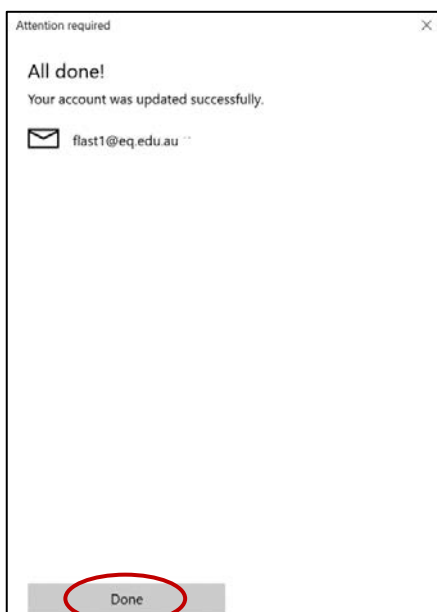 Attention required
All done!
Your account was updated successfully.
flast1@eq.edu.au
Done